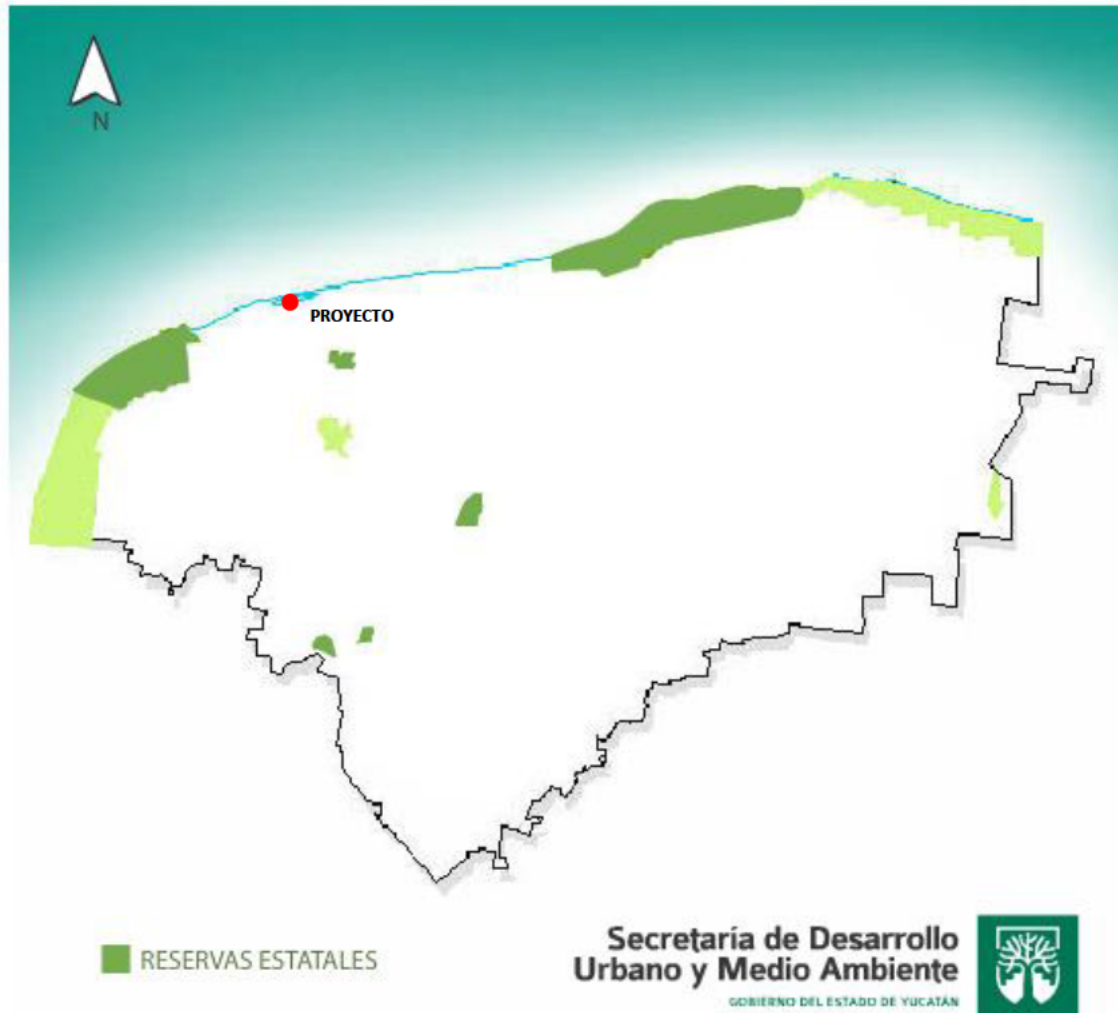 N
PROYECTO
RESERVAS ESTATALES
Secretaría de Desarrollo
Urbano y Medio Ambiente
GOBIERNO DEL ESTADO DE YUCATÁN